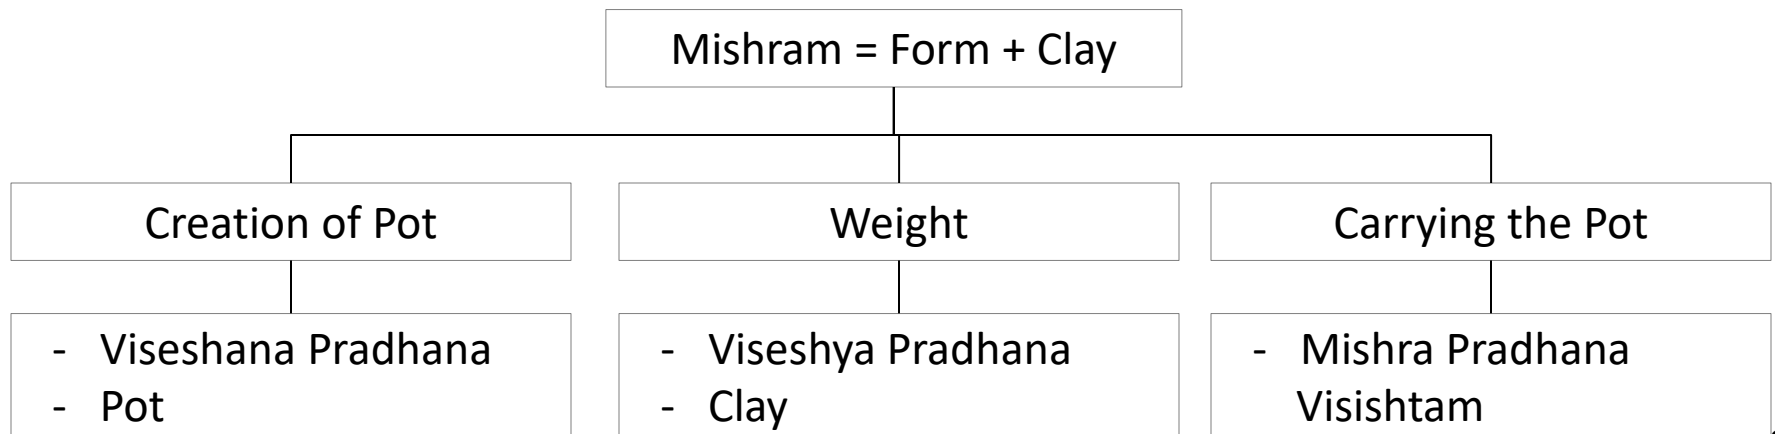 Mishram = Form + Clay
Creation of Pot
Weight
Carrying the Pot
- Viseshana Pradhana
- Pot
- Viseshya Pradhana
- Clay
- Mishra Pradhana
Visishtam